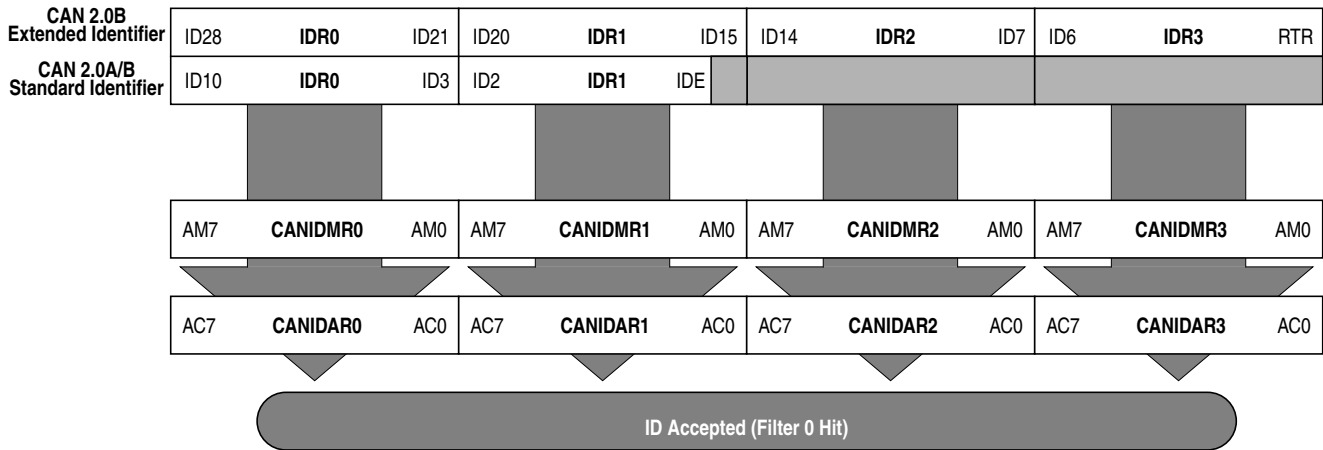 CAN 2.0B
Extended Identifier
ID28 IDR0 ID21 ID20 IDR1 ID15 ID14 IDR2 ID7 ID6 IDR3 RTR
CAN 2.0A/B
Standard Identifier
ID10 IDR0 ID3 ID2 IDR1 IDE
AM7 CANIDMR0 AM0 AM7 CANIDMR1 AM0 AM7 CANIDMR2 AM0 AM7 CANIDMR3 AM0
AC7 CANIDAR0 AC0 AC7 CANIDAR1 AC0 AC7 CANIDAR2 AC0 AC7 CANIDAR3 AC0
ID Accepted (Filter 0 Hit)